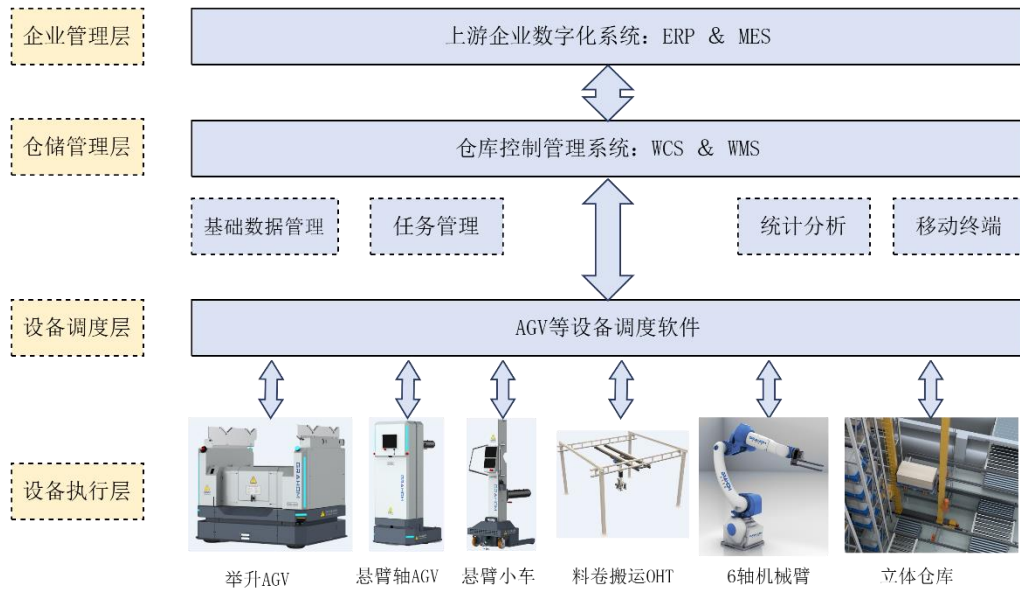 企业管理层
上游企业数字化系统：ERP & MES
仓储管理层
仓库控制管理系统：WCS & WMS
基础数据管理
任务管理
统计分析
移动终端
设备调度层
AGV等设备调度软件
设备执行层
举升AGV
悬臂轴AGV
悬臂小车
料卷搬运OHT
6轴机械臂
立体仓库